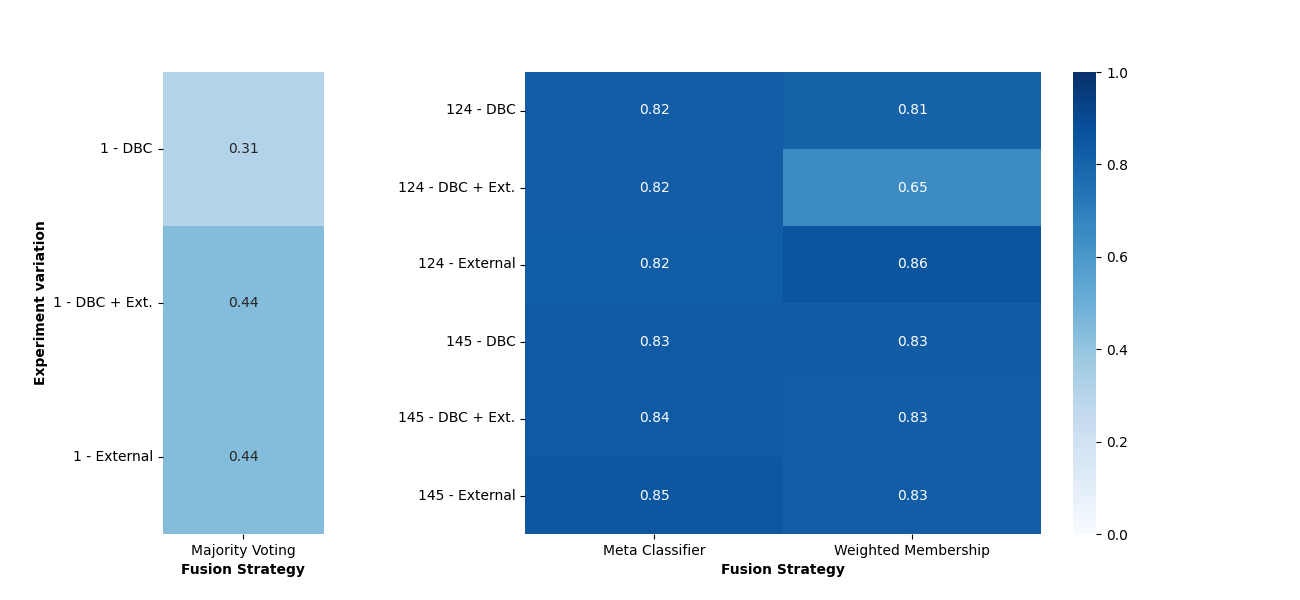 Experiment variation
1 - DBC
0.31
1 - DBC + Ext.
0.44
1 - External
0.44
Majority Voting
Fusion Strategy
124 - DBC
0.82
0.81
124 - DBC + Ext.
0.82
0.65
124 - External
0.82
0.86
145 - DBC
0.83
0.83
145 - DBC + Ext.
0.84
0.83
145 - External
0.85
0.83
Meta Classifier
Weighted Membership
Fusion Strategy
1.0
0.8
0.6
0.4
0.2
0.0